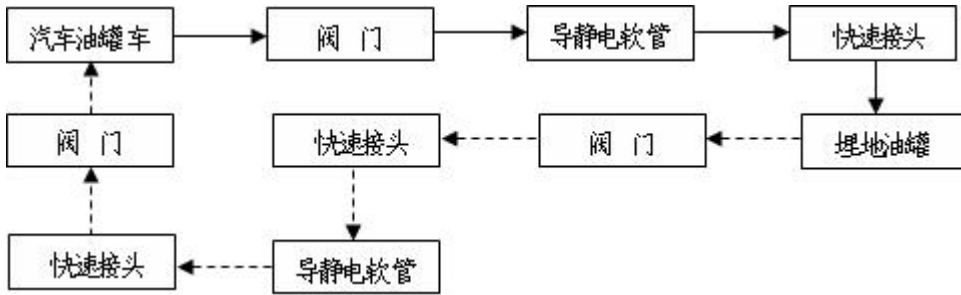 汽车油罐车
阀 门
导静电软管
快速接头
阀 门
快速接头
阀 门
埋地油罐
快速接头
导静电软管